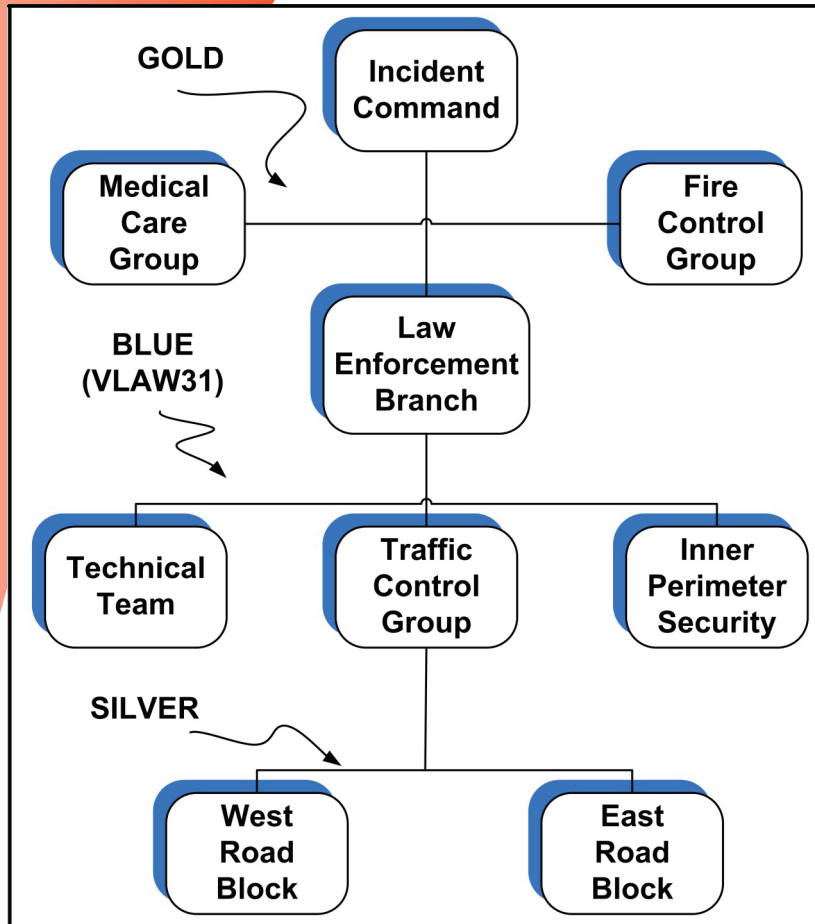 GOLD
Incident
Command
Medical
Care
Group
Fire
Control
Group
BLUE
(VLAW31)
Law
Enforcement
Branch
Technical
Team
Traffic
Control
Group
Inner
Perimeter
Security
SILVER
West
Road
Block
East
Road
Block